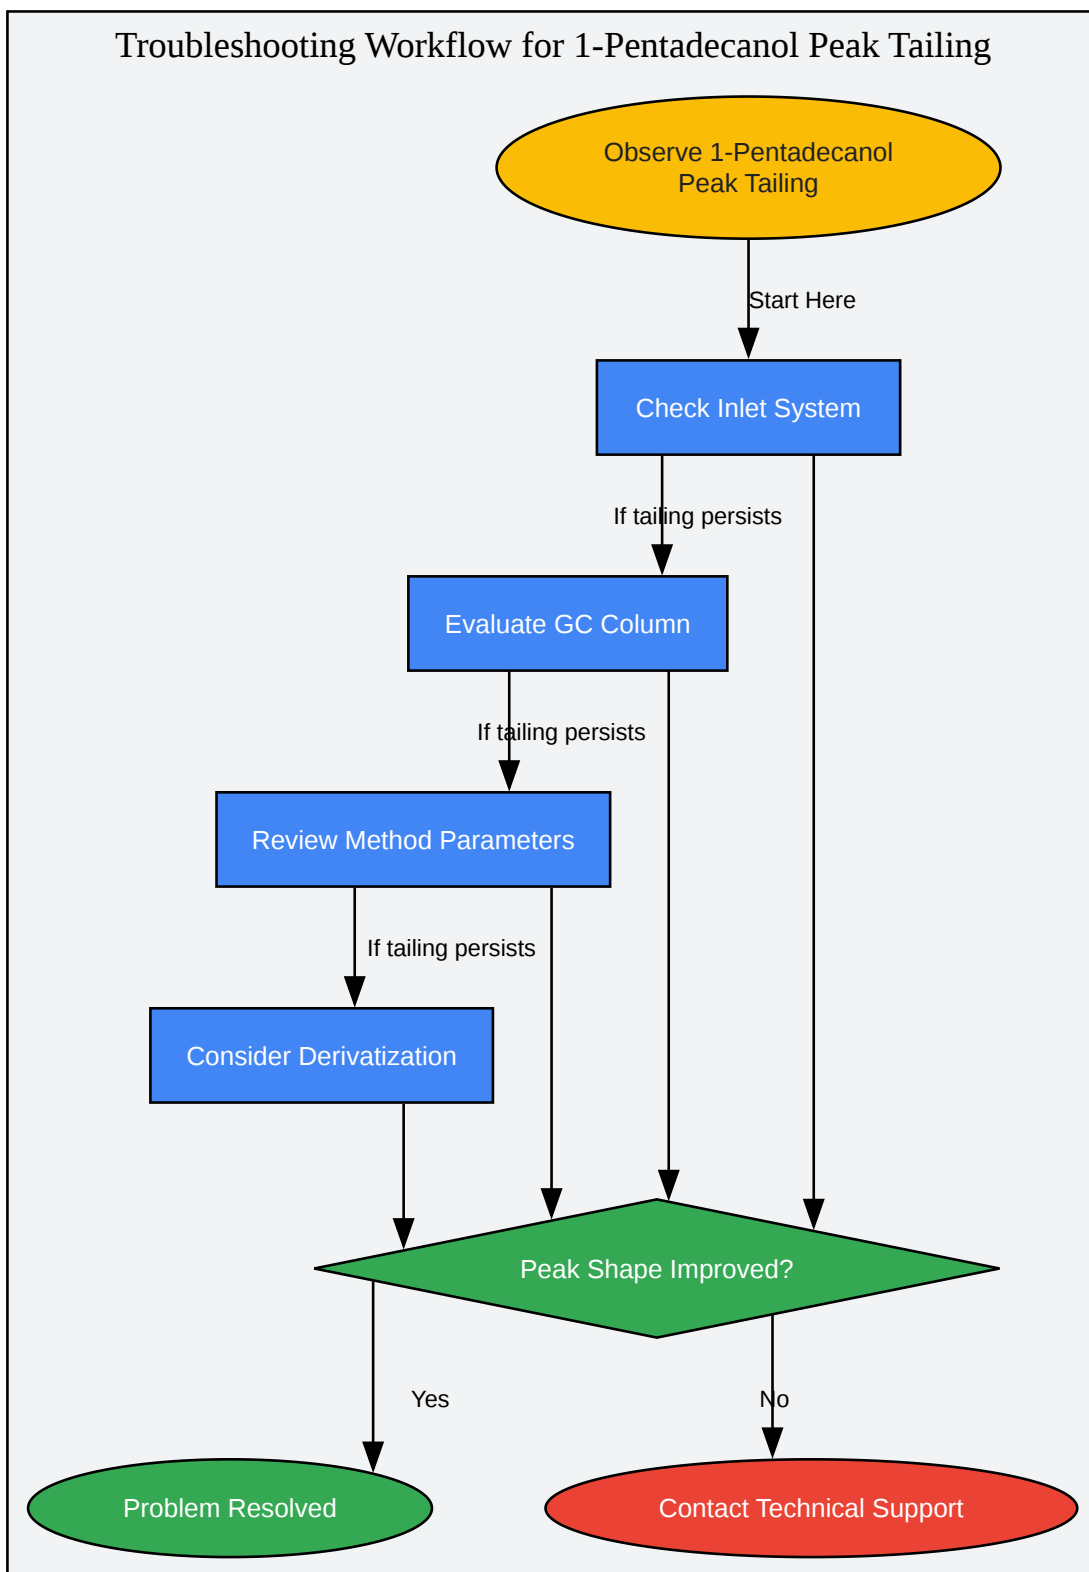 Troubleshooting Workflow for 1-Pentadecanol Peak Tailing
Observe 1-Pentadecanol
Peak Tailing
Start Here
Check Inlet System
If tailing persists
Evaluate GC Column
If tailing persists
Review Method Parameters
If tailing persists
Consider Derivatization
Peak Shape Improved?
Yes
No
Problem Resolved
Contact Technical Support